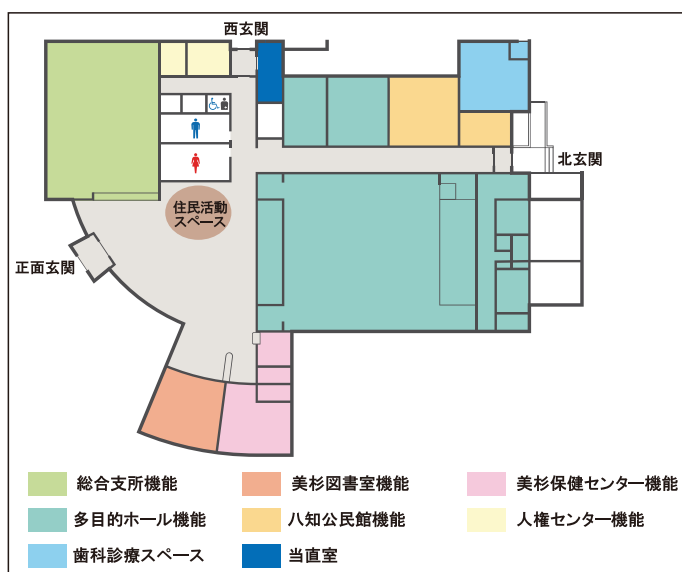 西玄関
北玄関
住民活動
スペース
正面玄関
総合支所機能
美杉図書室機能
美杉保健センター機能
多目的ホール機能
八知公民館機能
人権センター機能
歯科診療スペース
当直室